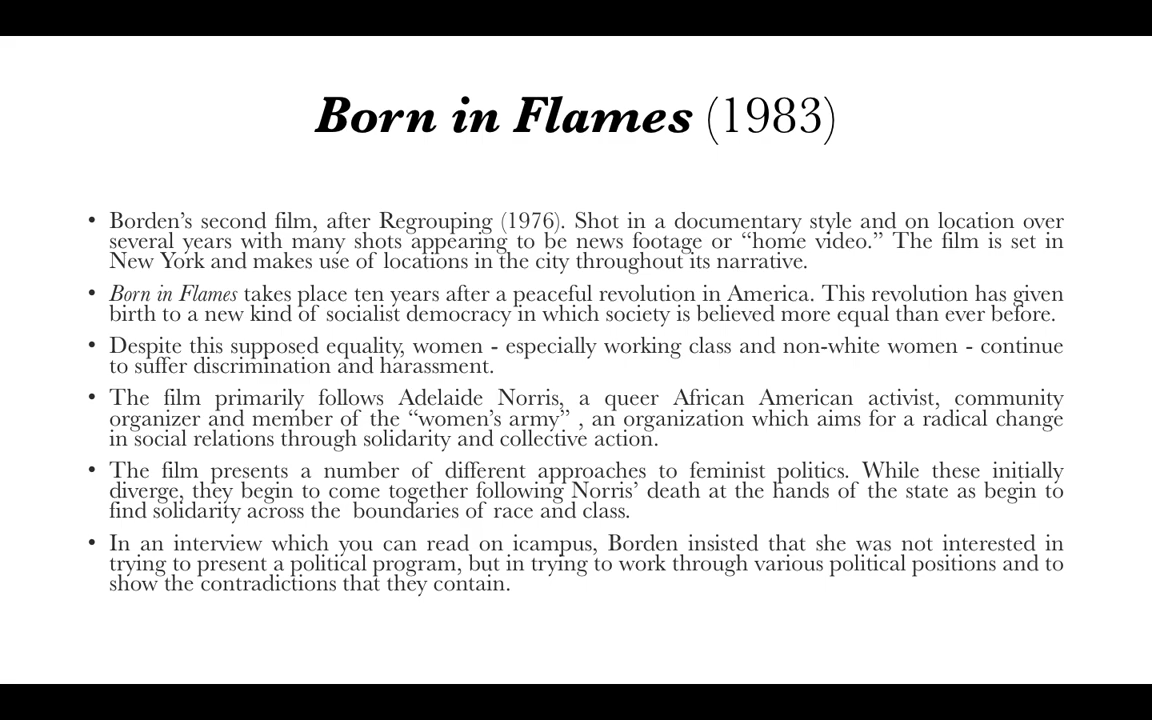 Born in Flames (1983)
• Borden’s second film, after Regrouping (1976). Shot in a documentary style and on location over
several years with many shots appearing to be news footage or “home video.” The film is set in
New York and makes use of locations in the city throughout its narrative.
• Born in Flames takes place ten years after a peaceful revolution in America. This revolution has given
birth to a new kind of socialist democracy in which society is believed more equal than ever before.
• Despite this supposed equality, women - especially working class and non-white women - continue
to suffer discrimination and harassment.
• The film primarily follows Adelaide Norris, a queer African American activist, community
organizer and member of the “women’s army” , an organization which aims for a radical change
in social relations through solidarity and collective action.
• The film presents a number of different approaches to feminist politics. While these initially
diverge, they begin to come together following Norris’ death at the hands of the state as begin to
find solidarity across the boundaries of race and class.
• In an interview which you can read on icampus, Borden insisted that she was not interested in
trying to present a political program, but in trying to work through various political positions and to
show the contradictions that they contain.